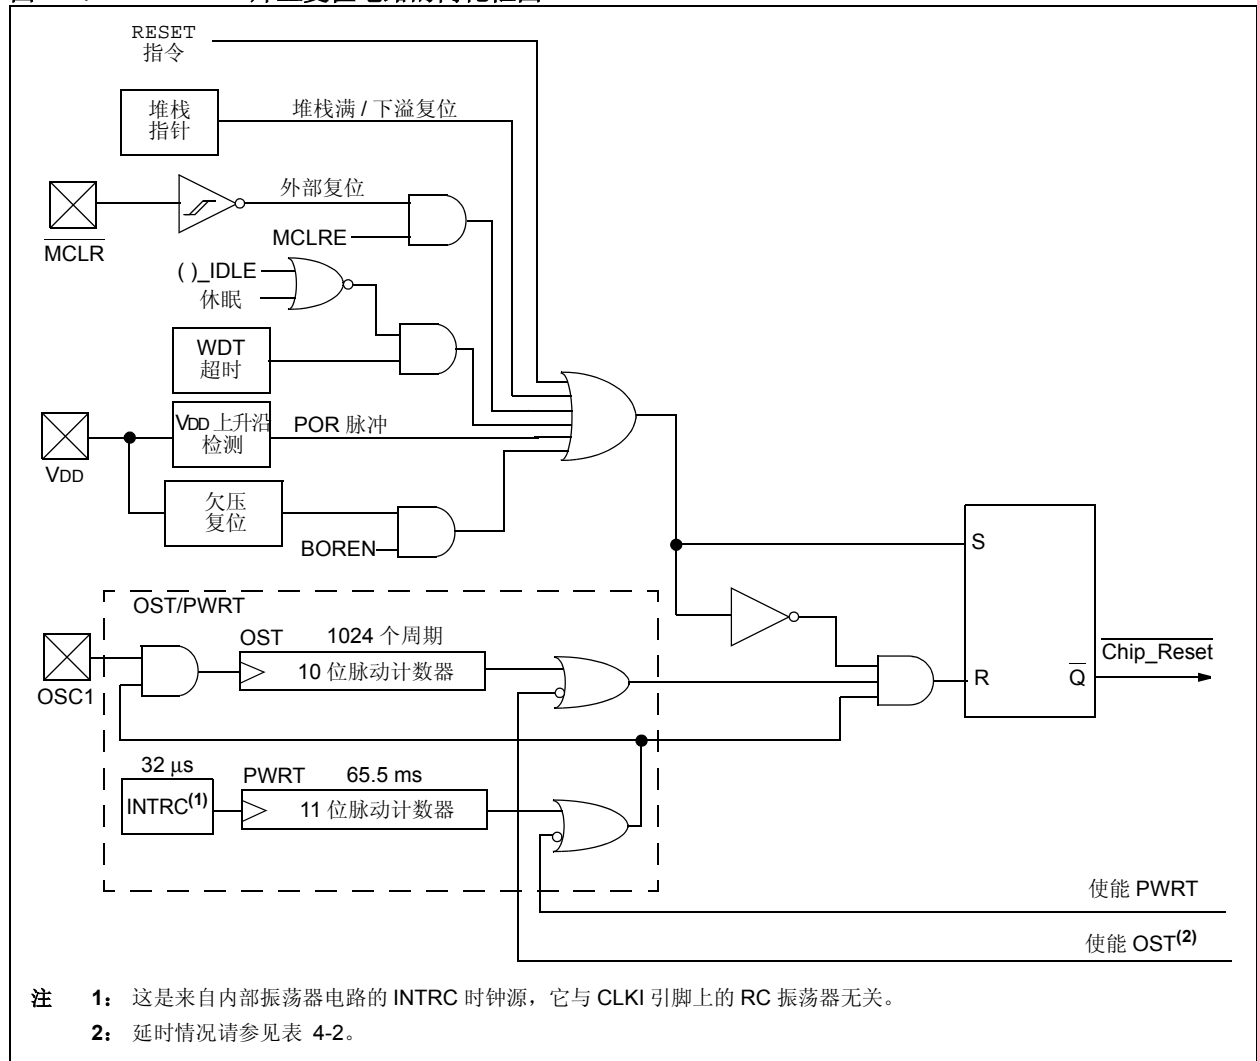 RESET
指令
堆栈
指针
堆栈满 / 下溢复位
外部复位
MCLR
MCLRE
( )_IDLE
休眠
WDT
超时
VDD 上升沿
检测
POR 脉冲
VDD
欠压
复位
BOREN
S
OST/PWRT
OST 1024 个周期
10 位脉动计数器
OSC1
R
Q
Chip_Reset
32 μs
INTRC(1)
PWRT 65.5 ms
11 位脉动计数器
使能 PWRT
使能 OST(2)
注 1: 这是来自内部振荡器电路的 INTRC 时钟源，它与 CLKI 引脚上的 RC 振荡器无关。
2: 延时情况请参见表 4-2。